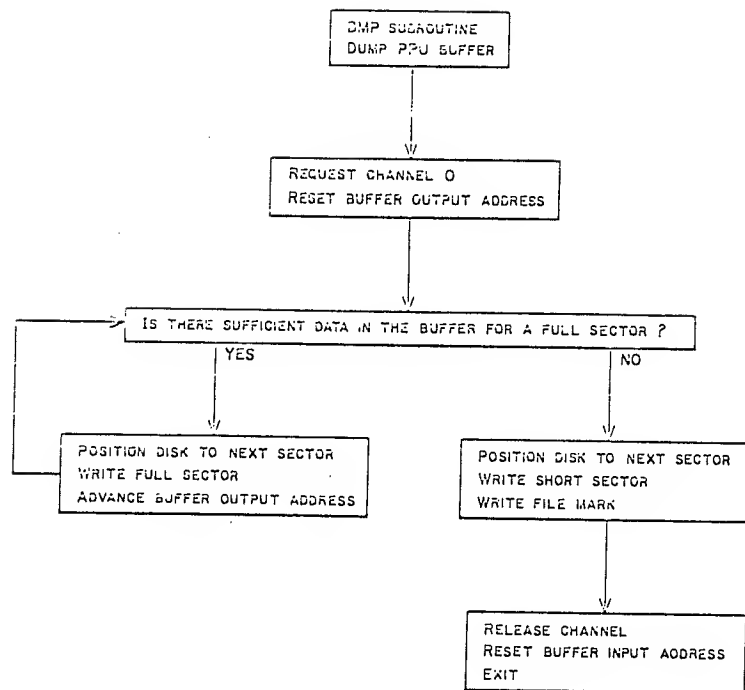 DMP SUBROUTINE
DUMP PPU BUFFER
REQUEST CHANNEL 0
RESET BUFFER OUTPUT ADDRESS
IS THERE SUFFICIENT DATA IN THE BUFFER FOR A FULL SECTOR ?
YES
NO
POSITION DISK TO NEXT SECTOR
WRITE FULL SECTOR
ADVANCE BUFFER OUTPUT ADDRESS
POSITION DISK TO NEXT SECTOR
WRITE SHORT SECTOR
WRITE FILE MARK
RELEASE CHANNEL
RESET BUFFER INPUT ADDRESS
EXIT